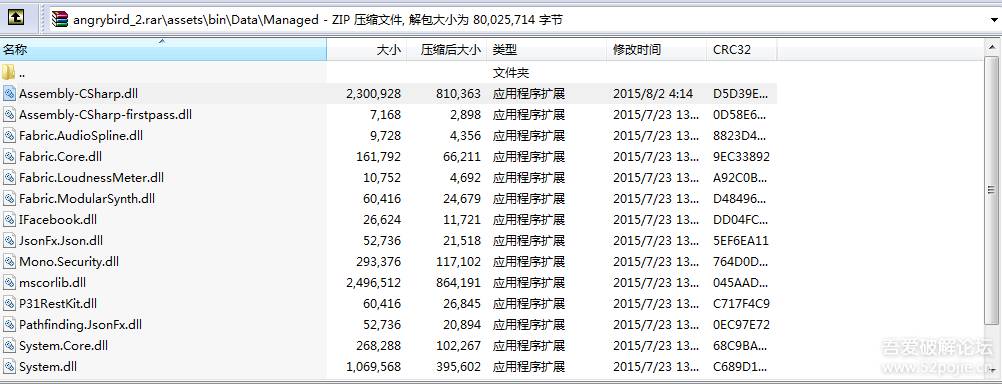 angrybird_2.rar\assets\bin\Data\Managed - ZIP 压缩文件, 解包大小为 80,025,714 字节
名称 大小 压缩后大小 类型 修改时间 CRC32
.. 文件夹
Assembly-CSharp.dll 2,300,928 810,363 应用程序扩展 2015/8/2 4:14 D5D39E...
Assembly-CSharp-firstpass.dll 7,168 2,898 应用程序扩展 2015/7/23 13... 0D58E6...
Fabric.AudioSpline.dll 9,728 4,356 应用程序扩展 2015/7/23 13... 8823D4...
Fabric.Core.dll 161,792 66,211 应用程序扩展 2015/7/23 13... 9EC33892
Fabric.LoudnessMeter.dll 10,752 4,692 应用程序扩展 2015/7/23 13... A92C0B...
Fabric.ModularSynth.dll 60,416 24,679 应用程序扩展 2015/7/23 13... D48496...
IFacebook.dll 26,624 11,721 应用程序扩展 2015/7/23 13... DD04FC...
JsonFx.Json.dll 52,736 21,518 应用程序扩展 2015/7/23 13... 5EF6EA11
Mono.Security.dll 293,376 117,102 应用程序扩展 2015/7/23 13... 764D0D...
mscorlib.dll 2,496,512 864,191 应用程序扩展 2015/7/23 13... 045AAD...
P31RestKit.dll 60,416 26,845 应用程序扩展 2015/7/23 13... C717F4C9
Pathfinding.JsonFx.dll 52,736 20,894 应用程序扩展 2015/7/23 13... 0EC97E72
System.Core.dll 268,288 102,267 应用程序扩展 2015/7/23 13... 68C9BA...
System.dll 1,069,568 395,602 应用程序扩展 2015/7/23 13... C689D1...
吾爱破解论坛
www.52pojie.cn